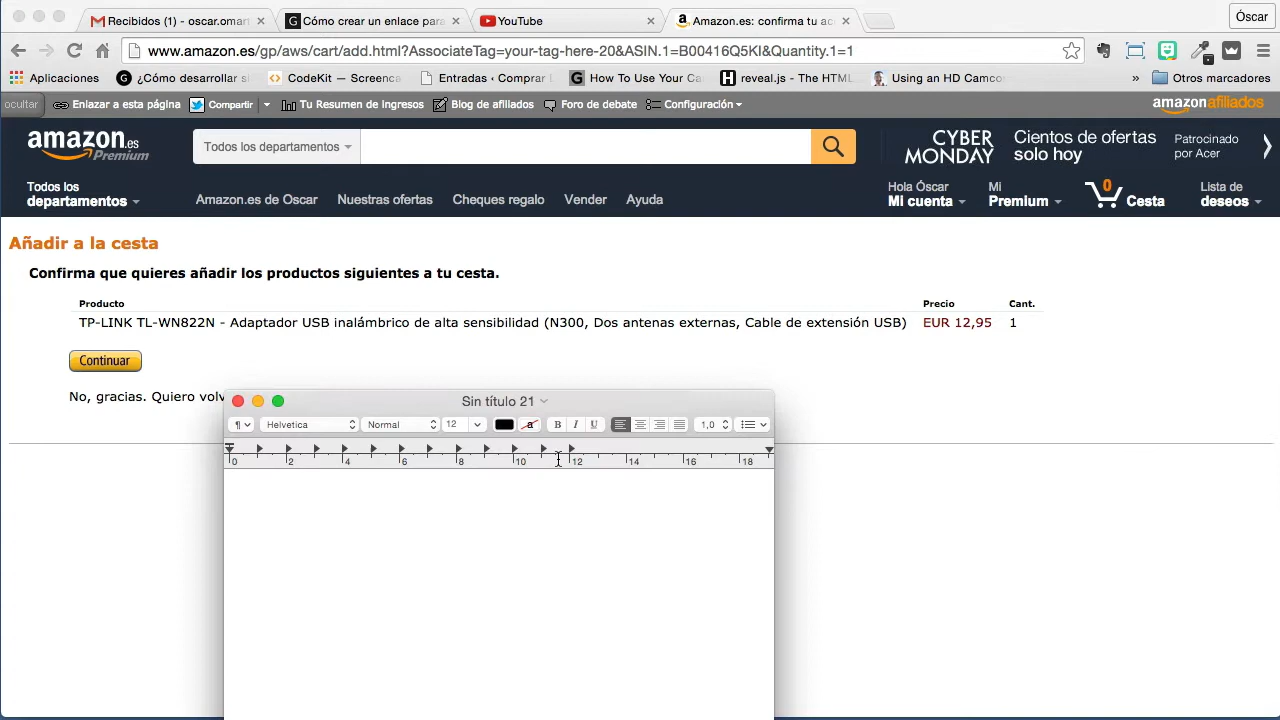 Recibidos (1) - oscar.omart
Cómo crear un enlace para
YouTube
Amazon.es: confirma tu ac
Óscar
www.amazon.es/gp/aws/cart/add.html?AssociateTag=your-tag-here-20&ASIN.1=B00416Q5KI&Quantity.1=1
Aplicaciones
¿Cómo desarrollar si
CodeKit — Screenca
Entradas ‹ Comprar L
How To Use Your Ca
reveal.js - The HTML
Using an HD Camco
»
Otros marcadores
ocultar
Enlazar a esta página
Compartir
Tu Resumen de Ingresos
Blog de afiliados
Foro de debate
Configuración
amazonafiliados
amazon.es
Premium
Todos los departamentos
CYBER
MONDAY
Cientos de ofertas
solo hoy
Patrocinado
por Acer
Todos los
departamentos
Amazon.es de Oscar
Nuestras ofertas
Cheques regalo
Vender
Ayuda
Hola Óscar
Mi cuenta
Mi
Premium
0
Cesta
Lista de
deseos
Añadir a la cesta
Confirma que quieres añadir los productos siguientes a tu cesta.
Producto Precio Cant.
TP-LINK TL-WN822N - Adaptador USB inalámbrico de alta sensibilidad (N300, Dos antenas externas, Cable de extensión USB) EUR 12,95 1
Continuar
No, gracias. Quiero volv
Sin título 21
¶ Helvetica Normal 12 a B I U 1,0
0 2 4 6 8 10 12 14 16 18